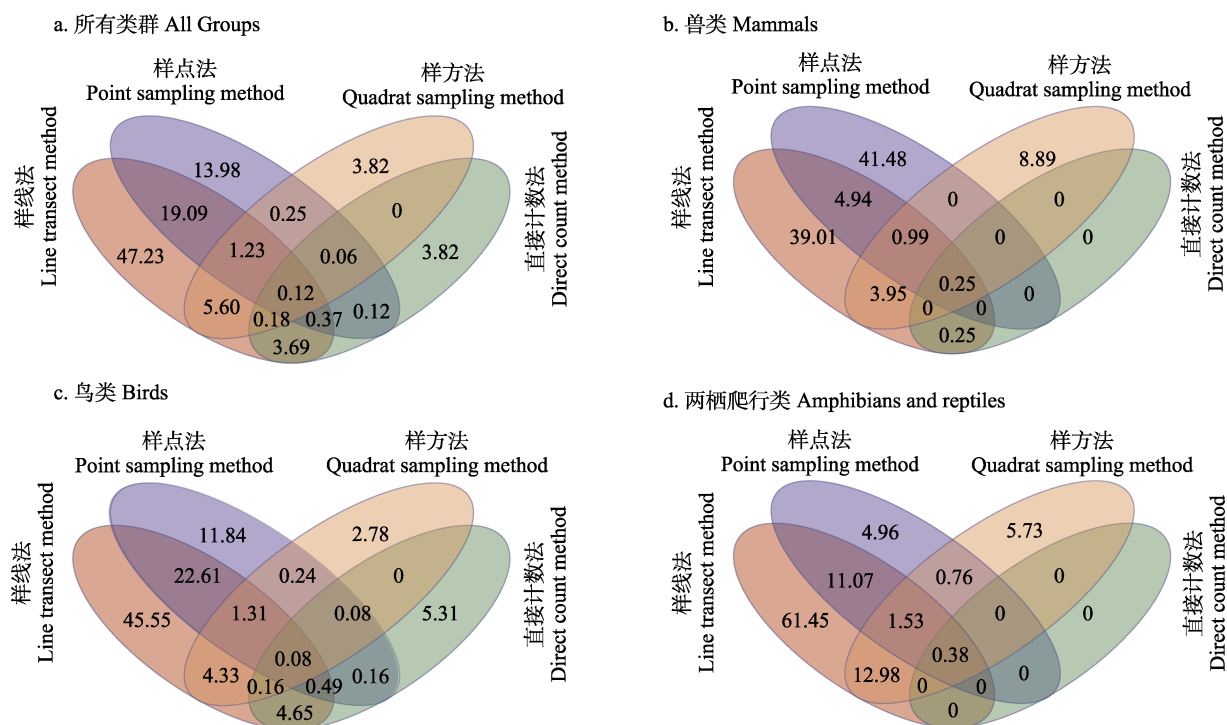 a. 所有类群 All Groups
样点法
Point sampling method
样方法
Quadrat sampling method
样线法
Line transect method
直接计数法
Direct count method
13.98
3.82
19.09
0.25
0
47.23
1.23
0.06
3.82
5.60
0.12
0.18
0.37
0.12
3.69
b. 兽类 Mammals
样点法
Point sampling method
样方法
Quadrat sampling method
样线法
Line transect method
直接计数法
Direct count method
41.48
8.89
4.94
0
0
39.01
0.99
0
0
3.95
0.25
0
0
0
0.25
c. 鸟类 Birds
样点法
Point sampling method
样方法
Quadrat sampling method
样线法
Line transect method
直接计数法
Direct count method
11.84
2.78
22.61
0.24
0
45.55
1.31
0.08
5.31
4.33
0.08
0.16
0.49
0.16
4.65
d. 两栖爬行类 Amphibians and reptiles
样点法
Point sampling method
样方法
Quadrat sampling method
样线法
Line transect method
直接计数法
Direct count method
4.96
5.73
11.07
0.76
0
61.45
1.53
0
0
12.98
0.38
0
0
0
0